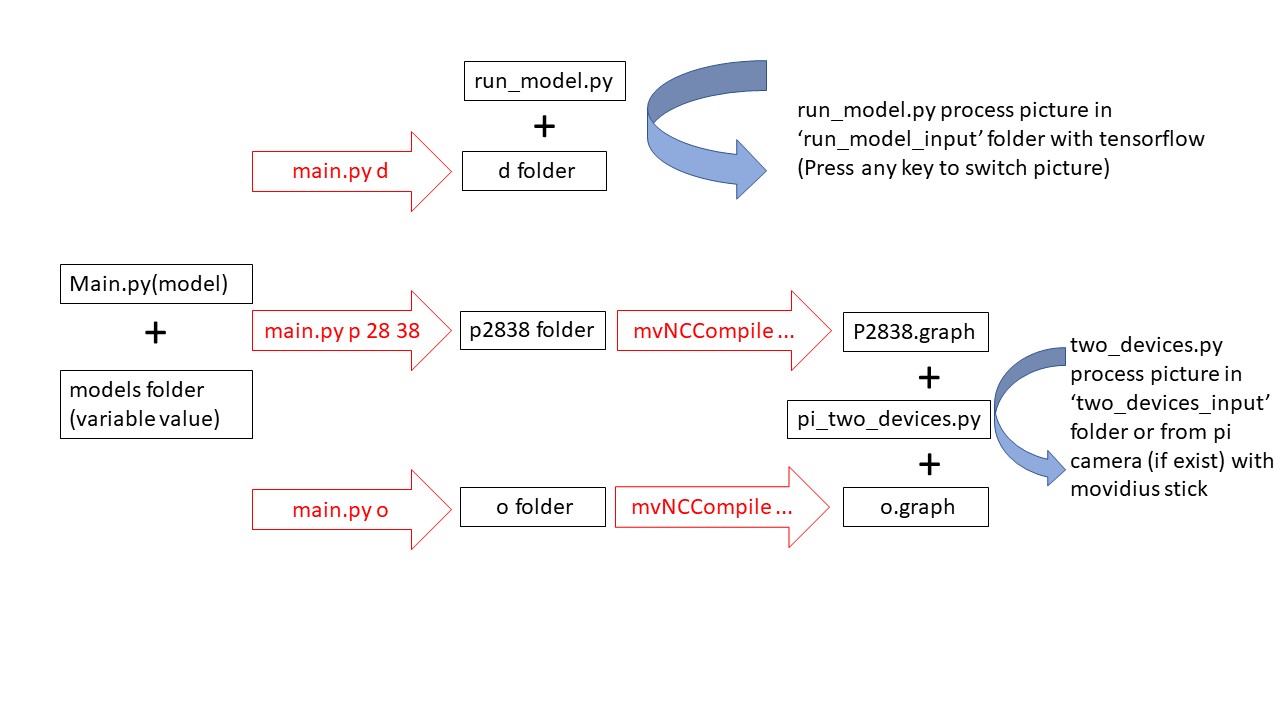 run_model.py
+
main.py d
d folder
run_model.py process picture in
‘run_model_input’ folder with tensorflow
(Press any key to switch picture)
Main.py(model)
+
models folder
(variable value)
main.py p 28 38
p2838 folder
mvNCCompile ...
P2838.graph
+
pi_two_devices.py
+
two_devices.py
process picture in
‘two_devices_input’
folder or from pi
camera (if exist) with
movidius stick
main.py o
o folder
mvNCCompile ...
o.graph